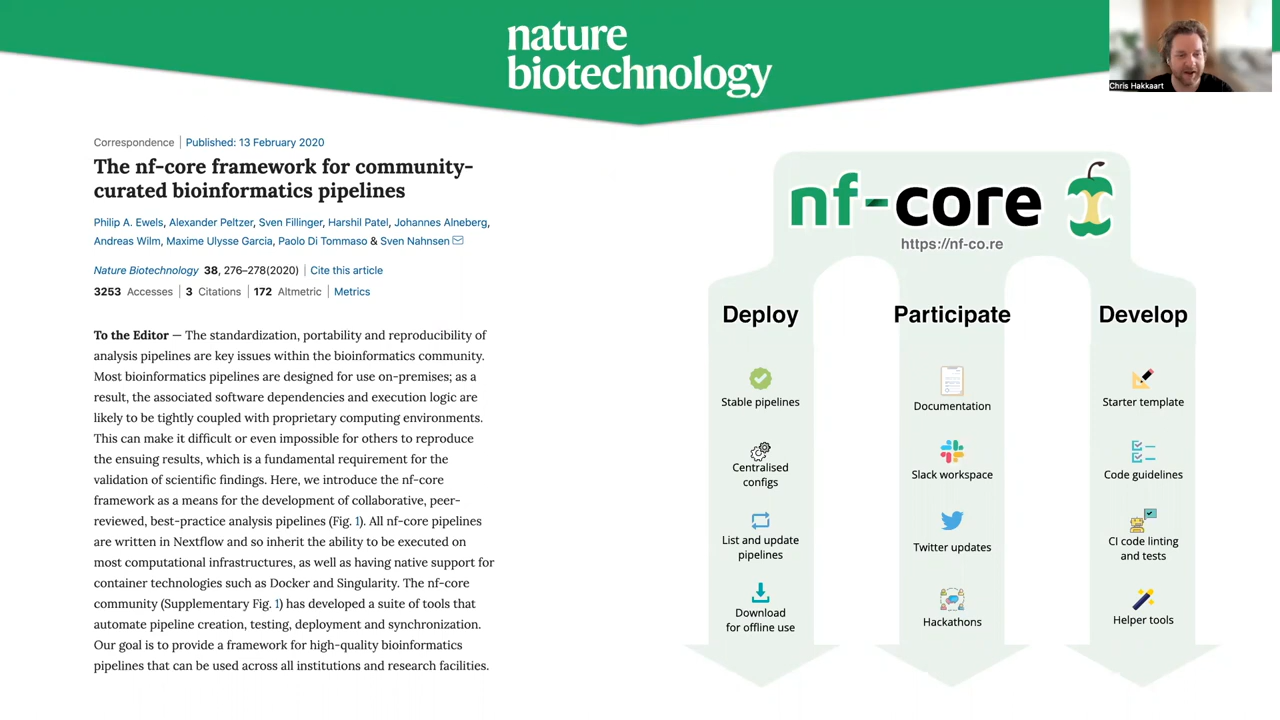 nature
biotechnology
Chris Hakkaart
Correspondence | Published: 13 February 2020
The nf-core framework for community-
curated bioinformatics pipelines
Philip A. Ewels, Alexander Peltzer, Sven Fillinger, Harshil Patel, Johannes Alneberg,
Andreas Wilm, Maxime Ulysse Garcia, Paolo Di Tommaso & Sven Nahnsen
Nature Biotechnology 38, 276–278(2020) | Cite this article
3253 Accesses | 3 Citations | 172 Altmetric | Metrics
To the Editor — The standardization, portability and reproducibility of
analysis pipelines are key issues within the bioinformatics community.
Most bioinformatics pipelines are designed for use on-premises; as a
result, the associated software dependencies and execution logic are
likely to be tightly coupled with proprietary computing environments.
This can make it difficult or even impossible for others to reproduce
the ensuing results, which is a fundamental requirement for the
validation of scientific findings. Here, we introduce the nf-core
framework as a means for the development of collaborative, peer-
reviewed, best-practice analysis pipelines (Fig. 1). All nf-core pipelines
are written in Nextflow and so inherit the ability to be executed on
most computational infrastructures, as well as having native support for
container technologies such as Docker and Singularity. The nf-core
community (Supplementary Fig. 1) has developed a suite of tools that
automate pipeline creation, testing, deployment and synchronization.
Our goal is to provide a framework for high-quality bioinformatics
pipelines that can be used across all institutions and research facilities.
nf-core
https://nf-co.re
Deploy
Stable pipelines
Centralised
configs
List and update
pipelines
Download
for offline use
Participate
Documentation
Slack workspace
Twitter updates
Hackathons
Develop
Starter template
Code guidelines
CI code linting
and tests
Helper tools